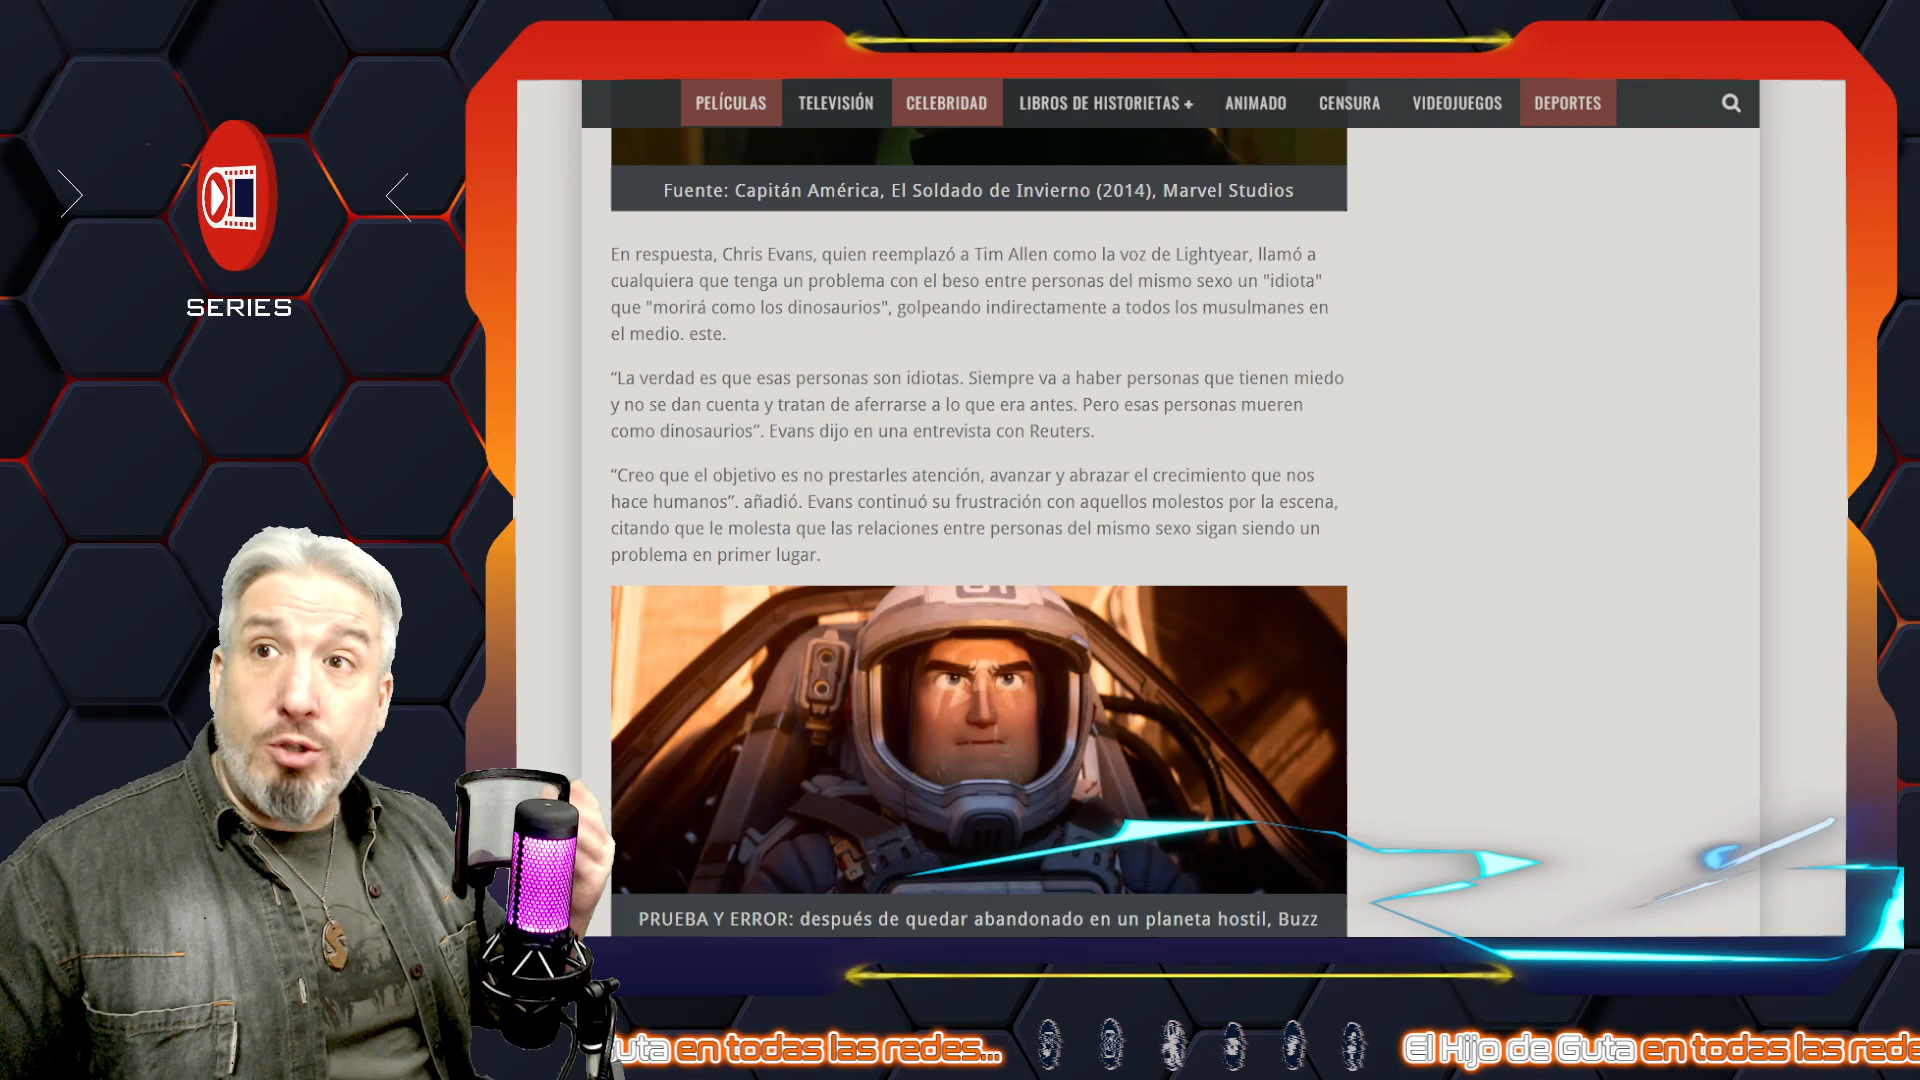 PELÍCULAS TELEVISIÓN CELEBRIDAD LIBROS DE HISTORIETAS + ANIMADO CENSURA VIDEOJUEGOS DEPORTES
Fuente: Capitán América, El Soldado de Invierno (2014), Marvel Studios
SERIES
En respuesta, Chris Evans, quien reemplazó a Tim Allen como la voz de Lightyear, llamó a
cualquiera que tenga un problema con el beso entre personas del mismo sexo un "idiota"
que "morirá como los dinosaurios", golpeando indirectamente a todos los musulmanes en
el medio. este.
“La verdad es que esas personas son idiotas. Siempre va a haber personas que tienen miedo
y no se dan cuenta y tratan de aferrarse a lo que era antes. Pero esas personas mueren
como dinosaurios”. Evans dijo en una entrevista con Reuters.
“Creo que el objetivo es no prestarles atención, avanzar y abrazar el crecimiento que nos
hace humanos”. añadió. Evans continuó su frustración con aquellos molestos por la escena,
citando que le molesta que las relaciones entre personas del mismo sexo sigan siendo un
problema en primer lugar.
PRUEBA Y ERROR: después de quedar abandonado en un planeta hostil, Buzz
Guta en todas las redes... El Hijo de Guta en todas las rede